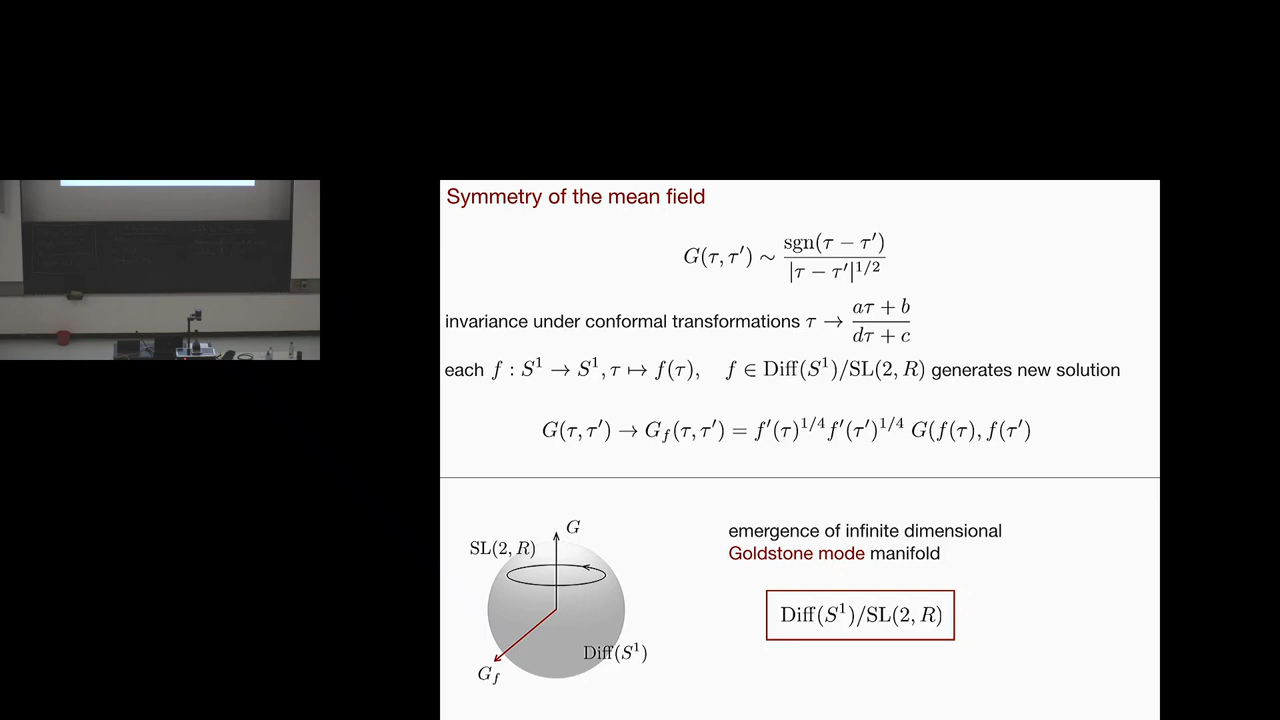 Symmetry of the mean field
G(τ, τ′) ∼ sgn(τ − τ′) / |τ − τ′|^{1/2}
invariance under conformal transformations τ → (aτ + b) / (dτ + c)
each f : S¹ → S¹, τ ↦ f(τ), f ∈ Diff(S¹)/SL(2, R) generates new solution
G(τ, τ′) → G_f(τ, τ′) = f′(τ)^{1/4} f′(τ′)^{1/4} G(f(τ), f(τ′)
G
SL(2, R)
Diff(S¹)
G_f
emergence of infinite dimensional
Goldstone mode manifold
Diff(S¹)/SL(2, R)